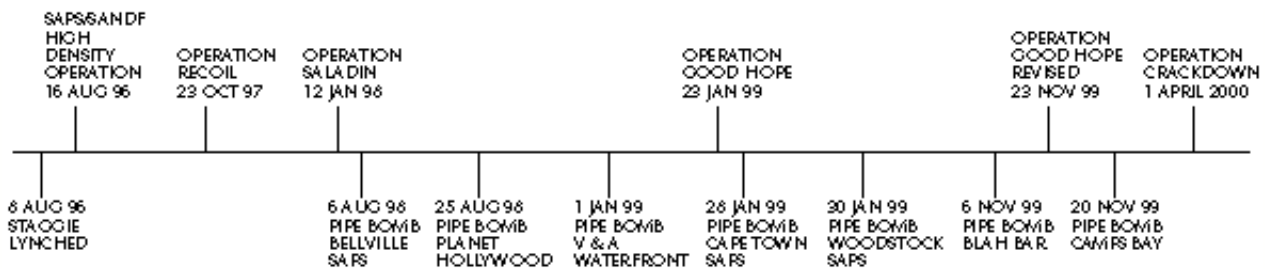 SAPS/SANDF
HIGH
DENSITY
OPERATION
16 AUG 96
OPERATION
RECOIL
23 OCT 97
OPERATION
SALADIN
12 JAN 98
OPERATION
GOOD HOPE
23 JAN 99
OPERATION
GOOD HOPE
REVISED
23 NOV 99
OPERATION
CRACKDOWN
1 APRIL 2000
8 AUG 96
STAGGIE
LYNCHED
6 AUG 98
PIPE BOMB
BELLVILLE
SAPS
25 AUG 98
PIPE BOMB
PLANET
HOLLYWOOD
1 JAN 99
PIPE BOMB
V & A
WATERFRONT
28 JAN 99
PIPE BOMB
CAPE TOWN
SAPS
30 JAN 99
PIPE BOMB
WOODSTOCK
SAPS
6 NOV 99
PIPE BOMB
BLAH BAR
20 NOV 99
PIPE BOMB
CAMPS BAY